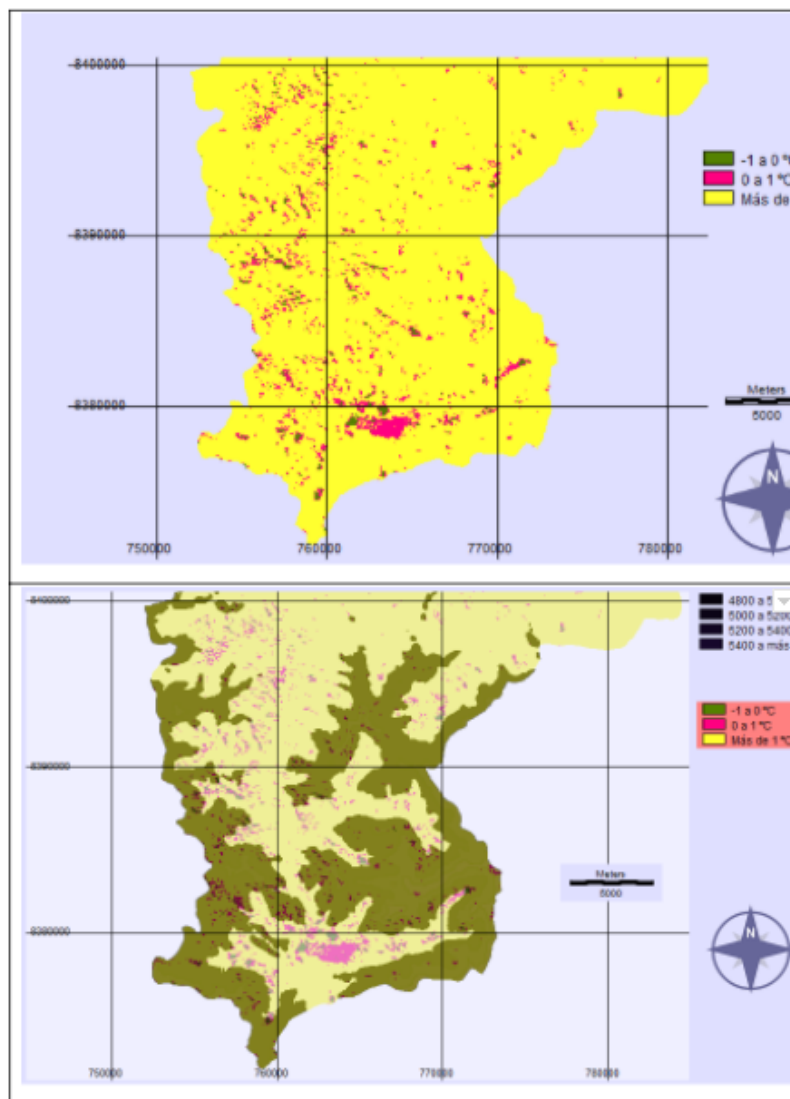 8400000
-1 a 0 ºC
0 a 1 ºC
Más de
8390000
Meters
8380000
5000
N
750000 760000 770000 780000
8400000
4800 a 5
5000 a 5200
5200 a 5400
5400 a más
-1 a 0 ºC
0 a 1 ºC
Más de 1 ºC
8390000
Meters
5000
8380000
N
750000 760000 770000 780000